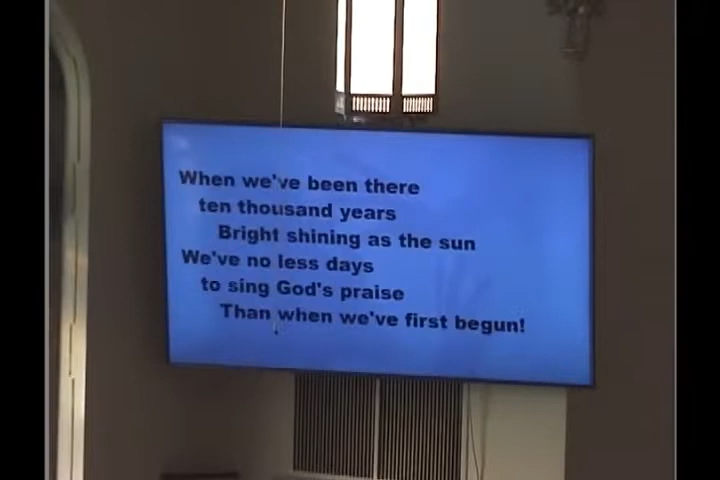 When we've been there
ten thousand years
Bright shining as the sun
We've no less days
to sing God's praise
Than when we've first begun!